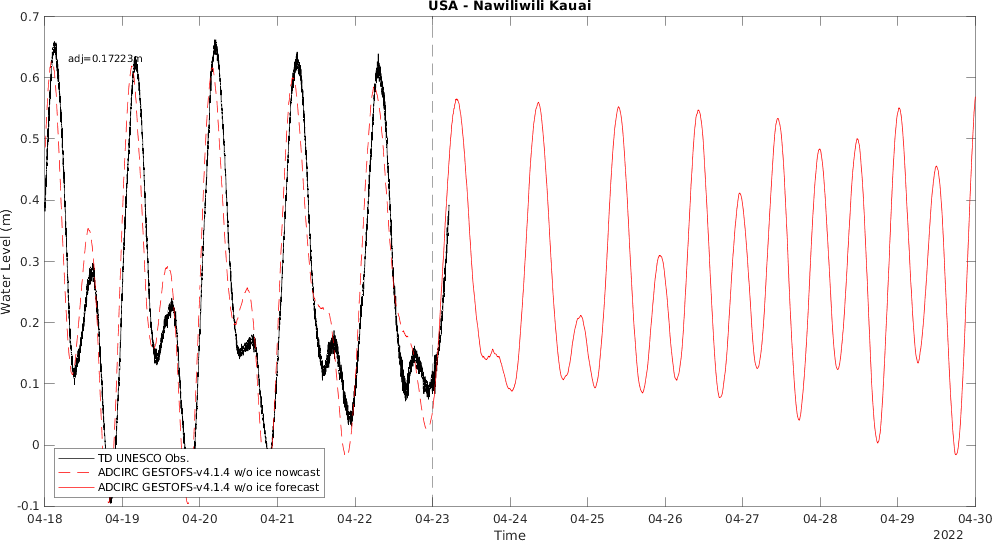 USA - Nawiliwili Kauai
adj=0.17223m
0.7
0.6
0.5
0.4
0.3
0.2
0.1
0
-0.1
Water Level (m)
TD UNESCO Obs.
ADCIRC GESTOFS-v4.1.4 w/o ice nowcast
ADCIRC GESTOFS-v4.1.4 w/o ice forecast
04-18 04-19 04-20 04-21 04-22 04-23 04-24 04-25 04-26 04-27 04-28 04-29 04-30
Time
2022